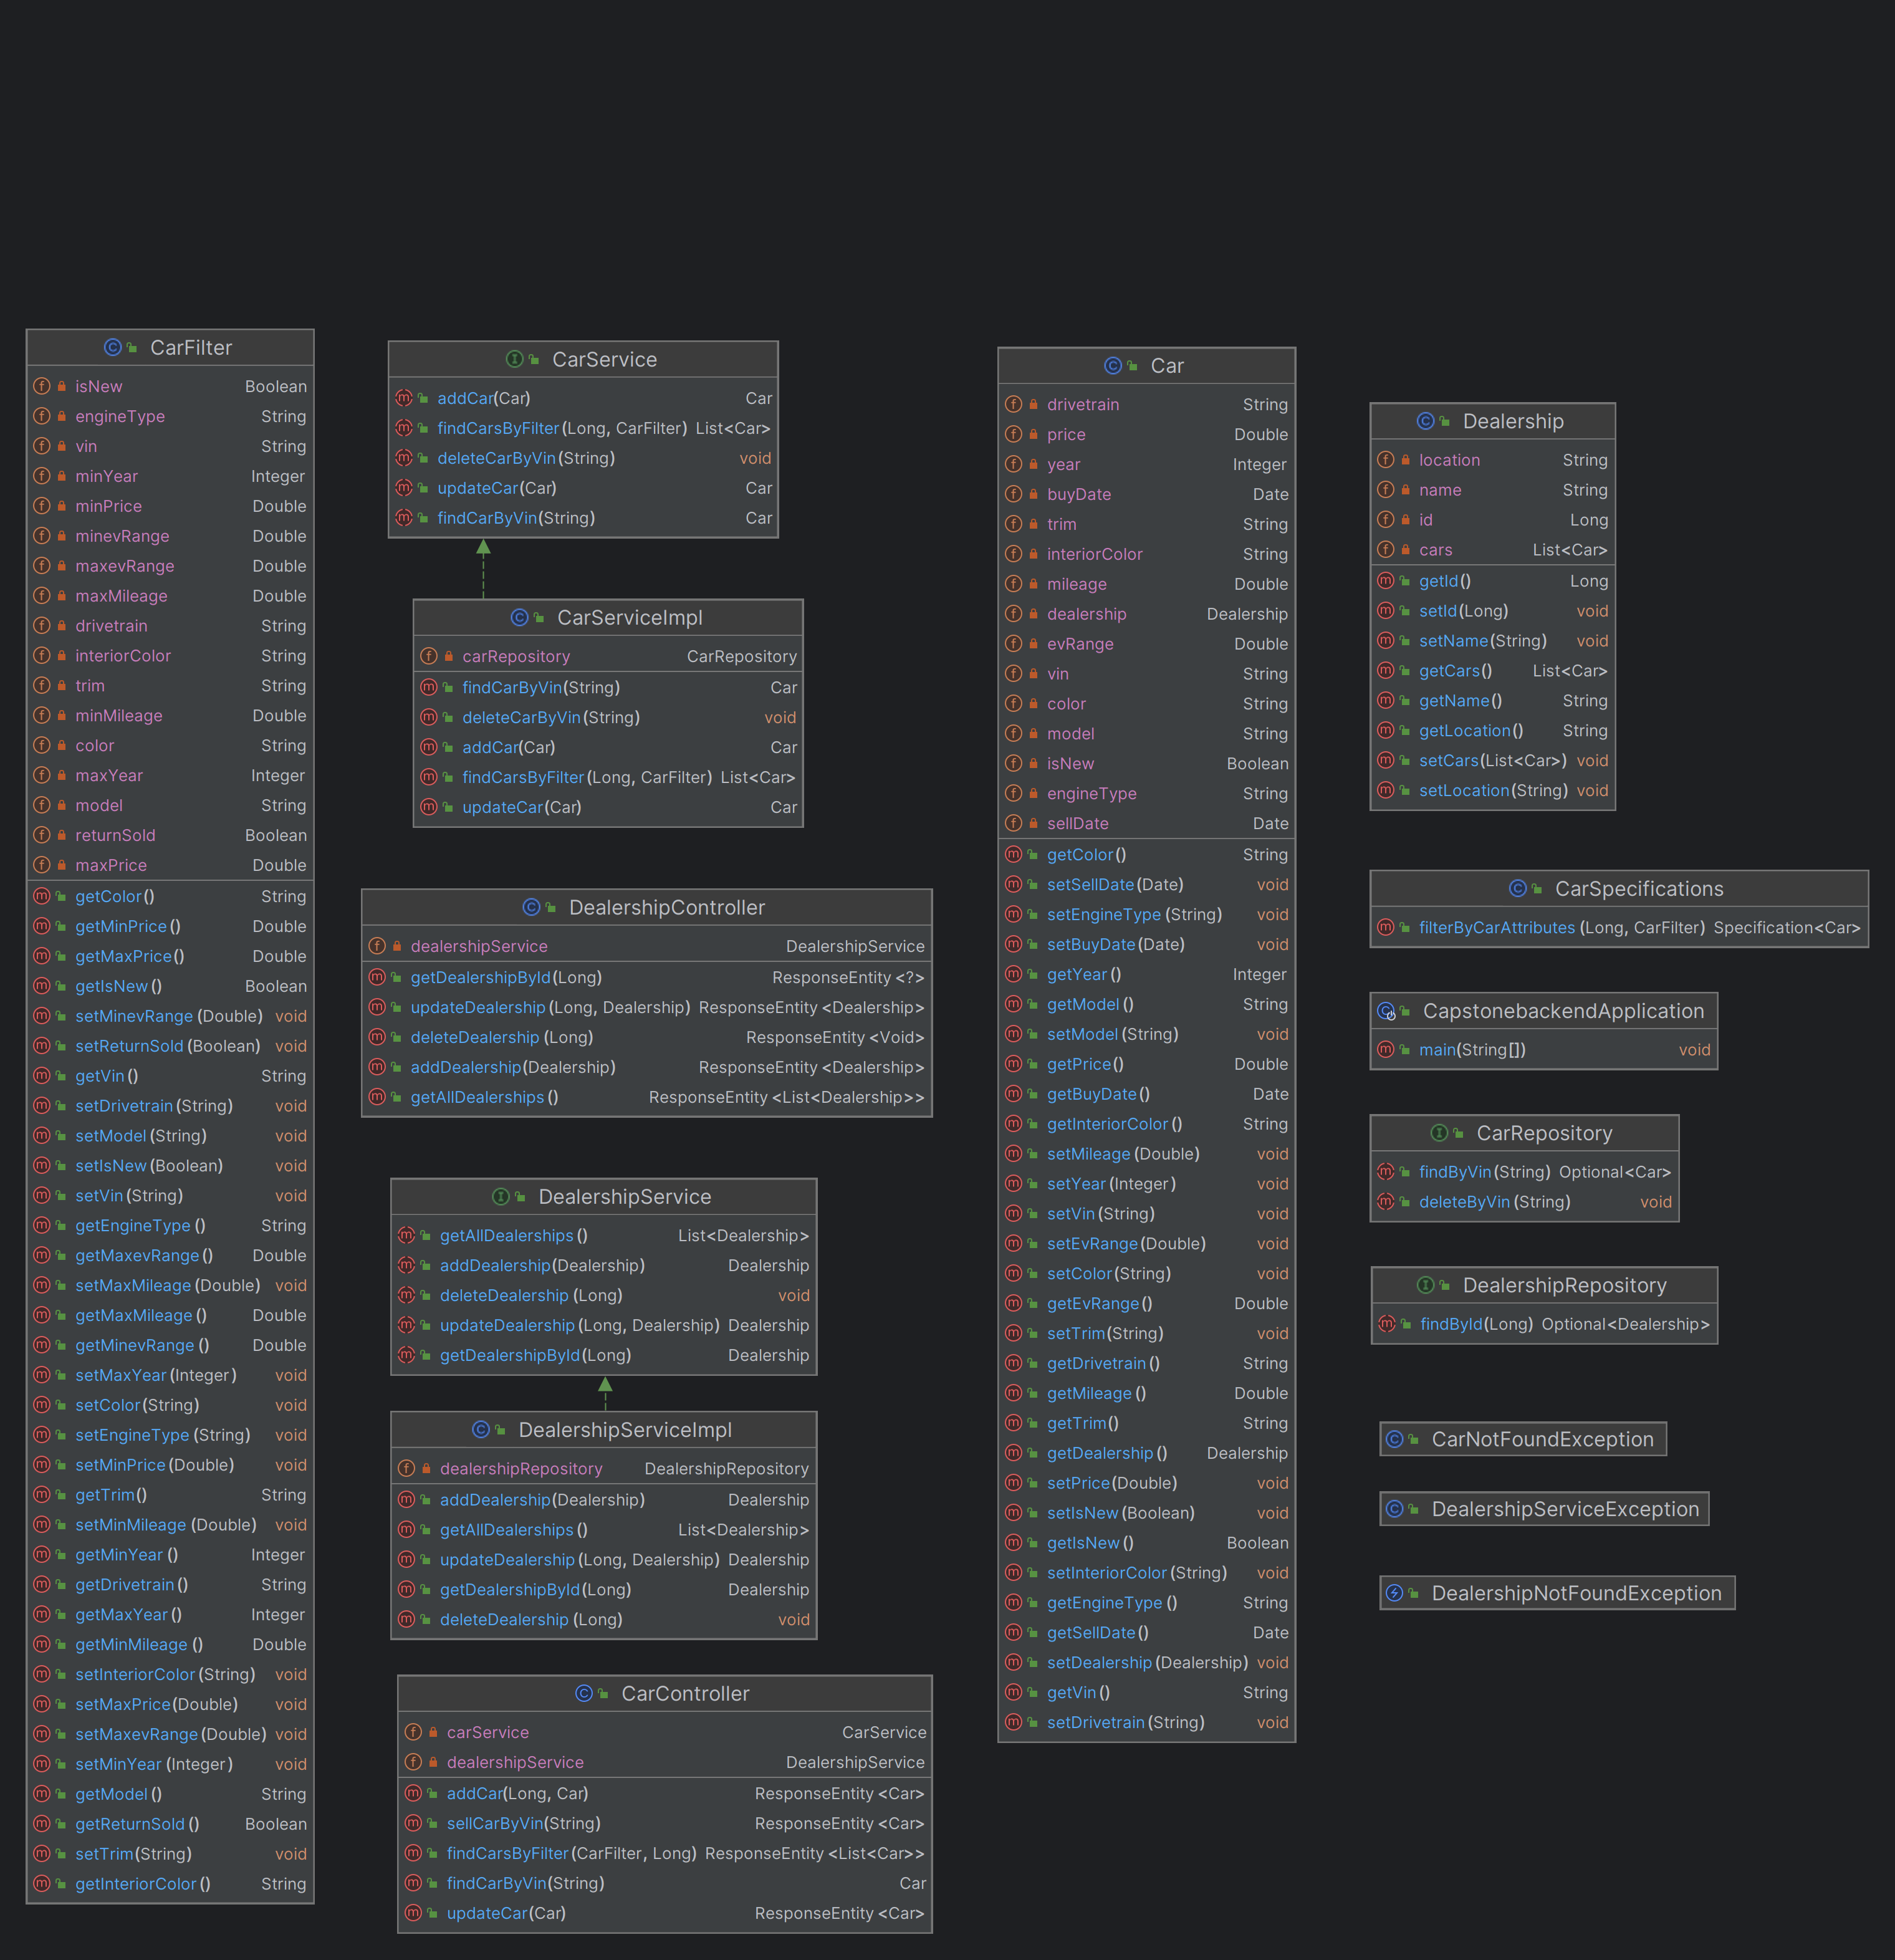 CarFilter
isNew Boolean
engineType String
vin String
minYear Integer
minPrice Double
minevRange Double
maxevRange Double
maxMileage Double
drivetrain String
interiorColor String
trim String
minMileage Double
color String
maxYear Integer
model String
returnSold Boolean
maxPrice Double
getColor() String
getMinPrice() Double
getMaxPrice() Double
getIsNew() Boolean
setMinevRange(Double) void
setReturnSold(Boolean) void
getVin() String
setDrivetrain(String) void
setModel(String) void
setIsNew(Boolean) void
setVin(String) void
getEngineType() String
getMaxevRange() Double
setMaxMileage(Double) void
getMaxMileage() Double
getMinevRange() Double
setMaxYear(Integer) void
setColor(String) void
setEngineType(String) void
setMinPrice(Double) void
getTrim() String
setMinMileage(Double) void
getMinYear() Integer
getDrivetrain() String
getMaxYear() Integer
getMinMileage() Double
setInteriorColor(String) void
setMaxPrice(Double) void
setMaxevRange(Double) void
setMinYear(Integer) void
getModel() String
getReturnSold() Boolean
setTrim(String) void
getInteriorColor() String
CarService
addCar(Car) Car
findCarsByFilter(Long, CarFilter) List<Car>
deleteCarByVin(String) void
updateCar(Car) Car
findCarByVin(String) Car
CarServiceImpl
carRepository CarRepository
findCarByVin(String) Car
deleteCarByVin(String) void
addCar(Car) Car
findCarsByFilter(Long, CarFilter) List<Car>
updateCar(Car) Car
DealershipController
dealershipService DealershipService
getDealershipById(Long) ResponseEntity<?>
updateDealership(Long, Dealership) ResponseEntity<Dealership>
deleteDealership(Long) ResponseEntity<Void>
addDealership(Dealership) ResponseEntity<Dealership>
getAllDealerships() ResponseEntity<List<Dealership>>
DealershipService
getAllDealerships() List<Dealership>
addDealership(Dealership) Dealership
deleteDealership(Long) void
updateDealership(Long, Dealership) Dealership
getDealershipById(Long) Dealership
DealershipServiceImpl
dealershipRepository DealershipRepository
addDealership(Dealership) Dealership
getAllDealerships() List<Dealership>
updateDealership(Long, Dealership) Dealership
getDealershipById(Long) Dealership
deleteDealership(Long) void
CarController
carService CarService
dealershipService DealershipService
addCar(Long, Car) ResponseEntity<Car>
sellCarByVin(String) ResponseEntity<Car>
findCarsByFilter(CarFilter, Long) ResponseEntity<List<Car>>
findCarByVin(String) Car
updateCar(Car) ResponseEntity<Car>
Car
drivetrain String
price Double
year Integer
buyDate Date
trim String
interiorColor String
mileage Double
dealership Dealership
evRange Double
vin String
color String
model String
isNew Boolean
engineType String
sellDate Date
getColor() String
setSellDate(Date) void
setEngineType(String) void
setBuyDate(Date) void
getYear() Integer
getModel() String
setModel(String) void
getPrice() Double
getBuyDate() Date
getInteriorColor() String
setMileage(Double) void
setYear(Integer) void
setVin(String) void
setEvRange(Double) void
setColor(String) void
getEvRange() Double
setTrim(String) void
getDrivetrain() String
getMileage() Double
getTrim() String
getDealership() Dealership
setPrice(Double) void
setIsNew(Boolean) void
getIsNew() Boolean
setInteriorColor(String) void
getEngineType() String
getSellDate() Date
setDealership(Dealership) void
getVin() String
setDrivetrain(String) void
Dealership
location String
name String
id Long
cars List<Car>
getId() Long
setId(Long) void
setName(String) void
getCars() List<Car>
getName() String
getLocation() String
setCars(List<Car>) void
setLocation(String) void
CarSpecifications
filterByCarAttributes(Long, CarFilter) Specification<Car>
CapstonebackendApplication
main(String[]) void
CarRepository
findByVin(String) Optional<Car>
deleteByVin(String) void
DealershipRepository
findById(Long) Optional<Dealership>
CarNotFoundException
DealershipServiceException
DealershipNotFoundException